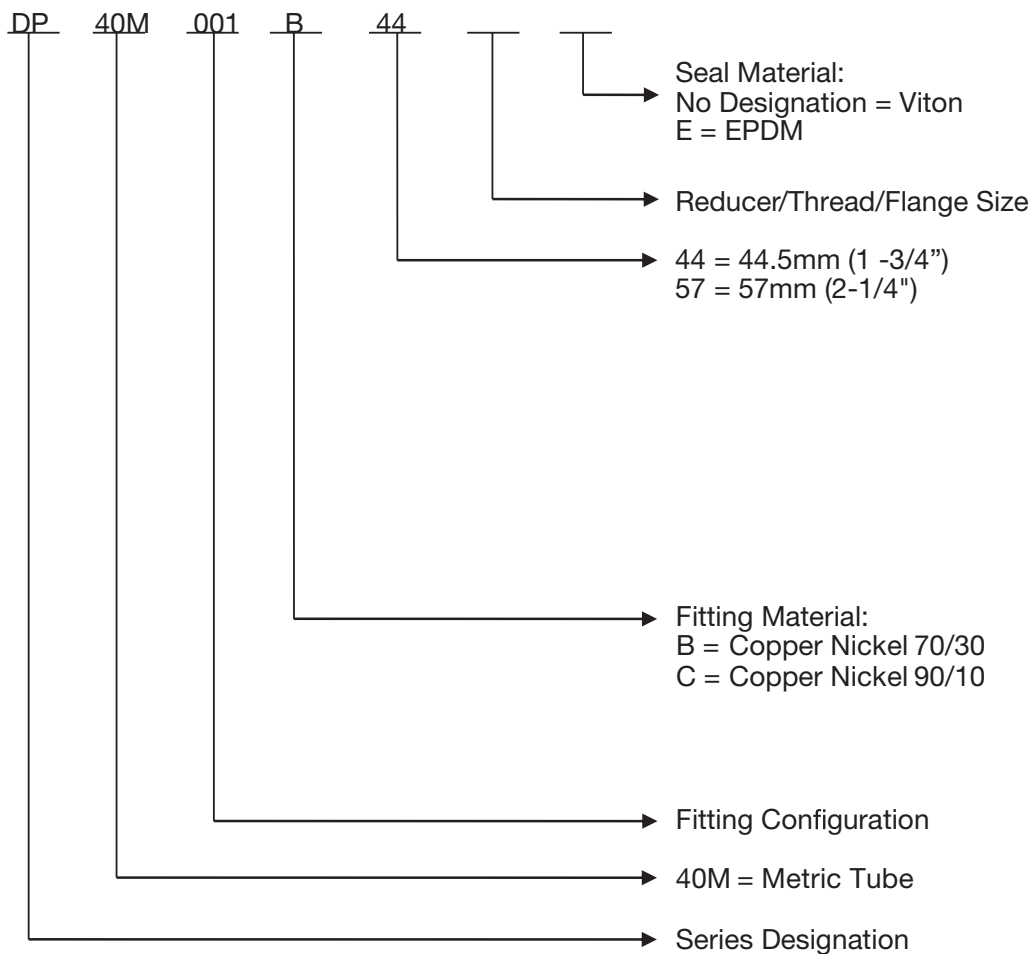 DP 40M 001 B 44
Seal Material:
No Designation = Viton
E = EPDM
Reducer/Thread/Flange Size
44 = 44.5mm (1 -3/4”)
57 = 57mm (2-1/4")
Fitting Material:
B = Copper Nickel 70/30
C = Copper Nickel 90/10
Fitting Configuration
40M = Metric Tube
Series Designation